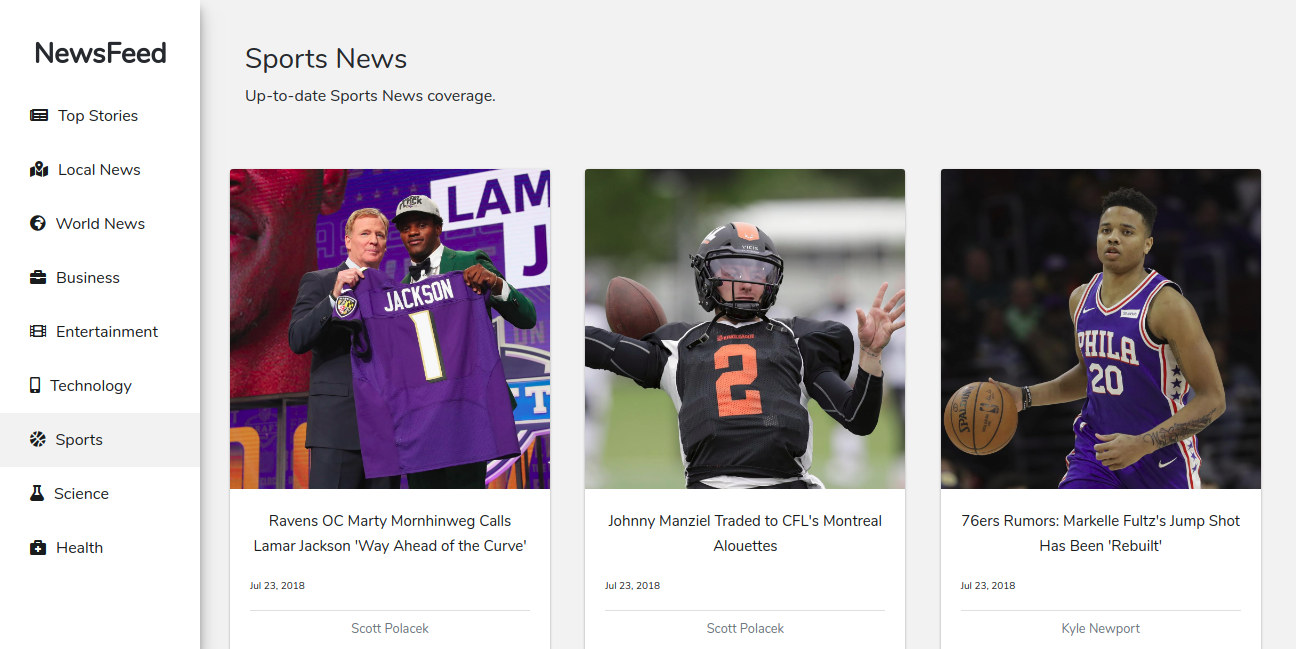 NewsFeed
Top Stories
Local News
World News
Business
Entertainment
Technology
Sports
Science
Health
Sports News
Up-to-date Sports News coverage.
LAM
J
JACKSON
1
2
PHILA
20
SPALDING
Ravens OC Marty Mornhinweg Calls
Lamar Jackson 'Way Ahead of the Curve'
Jul 23, 2018
Scott Polacek
Johnny Manziel Traded to CFL's Montreal
Alouettes
Jul 23, 2018
Scott Polacek
76ers Rumors: Markelle Fultz's Jump Shot
Has Been 'Rebuilt'
Jul 23, 2018
Kyle Newport